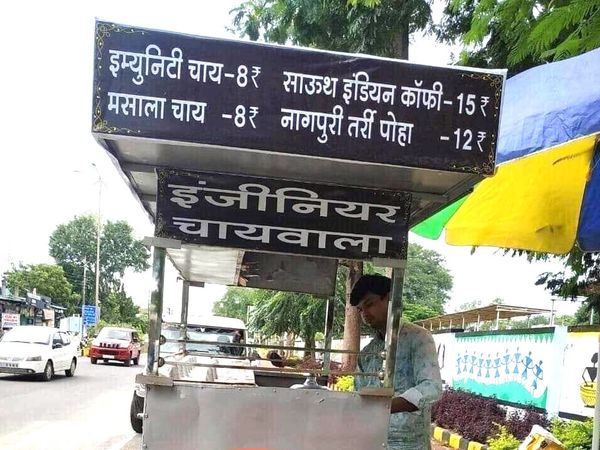 इम्युनिटी चाय-8₹ साऊथ इंडियन कॉफी-15₹
मसाला चाय -8₹ नागपुरी तर्री पोहा -12₹
इंजीनियर
चायवाला